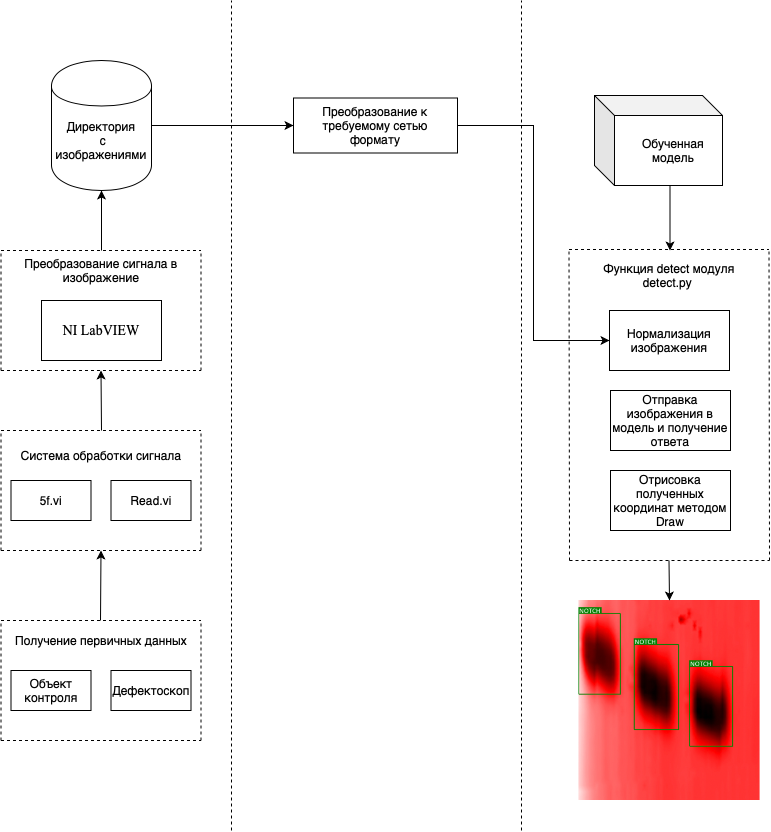 Директория
с
изображениями
Преобразование к
требуемому сетью
формату
Обученная
модель
Преобразование сигнала в
изображение
NI LabVIEW
Функция detect модуля
detect.py
Нормализация
изображения
Отправка
изображения в
модель и получение
ответа
Отрисовка
полученных
координат методом
Draw
Система обработки сигнала
5f.vi
Read.vi
Получение первичных данных
Объект
контроля
Дефектоскоп
NOTCH
NOTCH
NOTCH